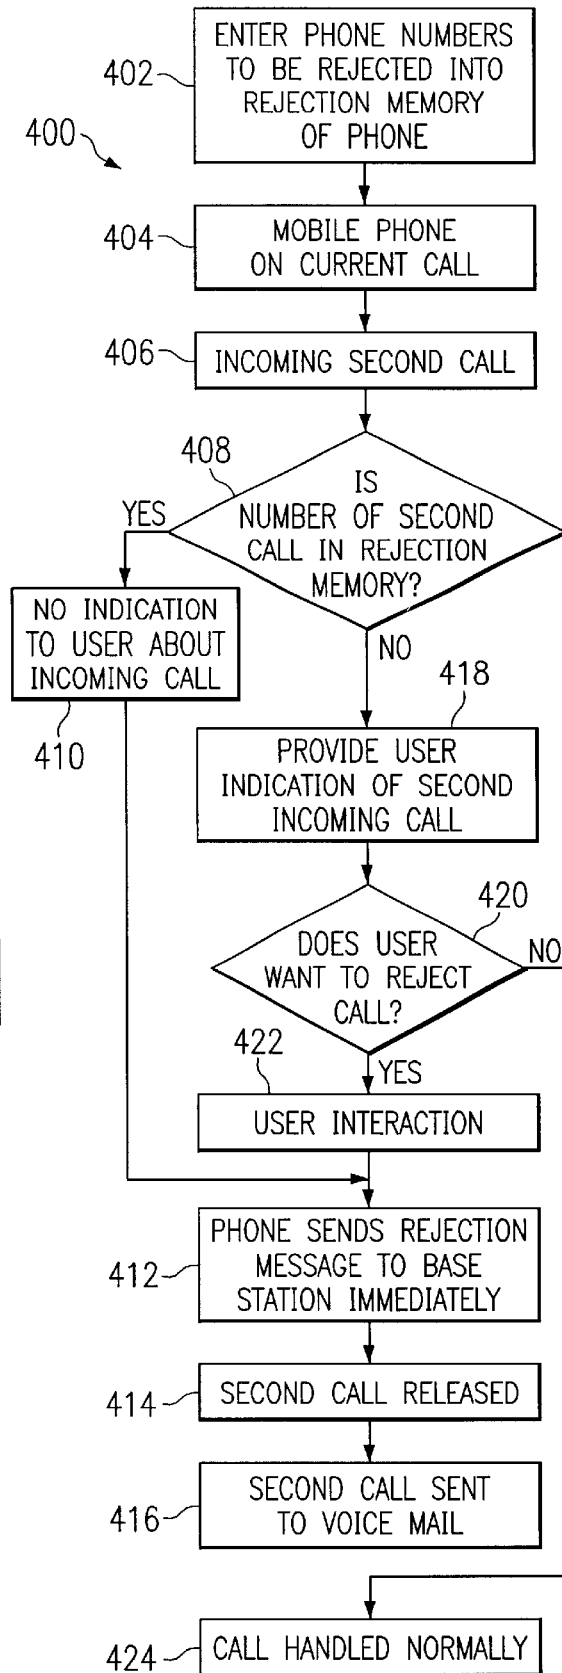 ENTER PHONE NUMBERS
TO BE REJECTED INTO
REJECTION MEMORY
OF PHONE
402
400
MOBILE PHONE
ON CURRENT CALL
404
406
INCOMING SECOND CALL
408
IS
NUMBER OF SECOND
CALL IN REJECTION
MEMORY?
YES
NO
NO INDICATION
TO USER ABOUT
INCOMING CALL
410
418
PROVIDE USER
INDICATION OF SECOND
INCOMING CALL
420
DOES USER
WANT TO REJECT
CALL?
NO
YES
422
USER INTERACTION
PHONE SENDS REJECTION
MESSAGE TO BASE
STATION IMMEDIATELY
412
SECOND CALL RELEASED
414
SECOND CALL SENT
TO VOICE MAIL
416
CALL HANDLED NORMALLY
424